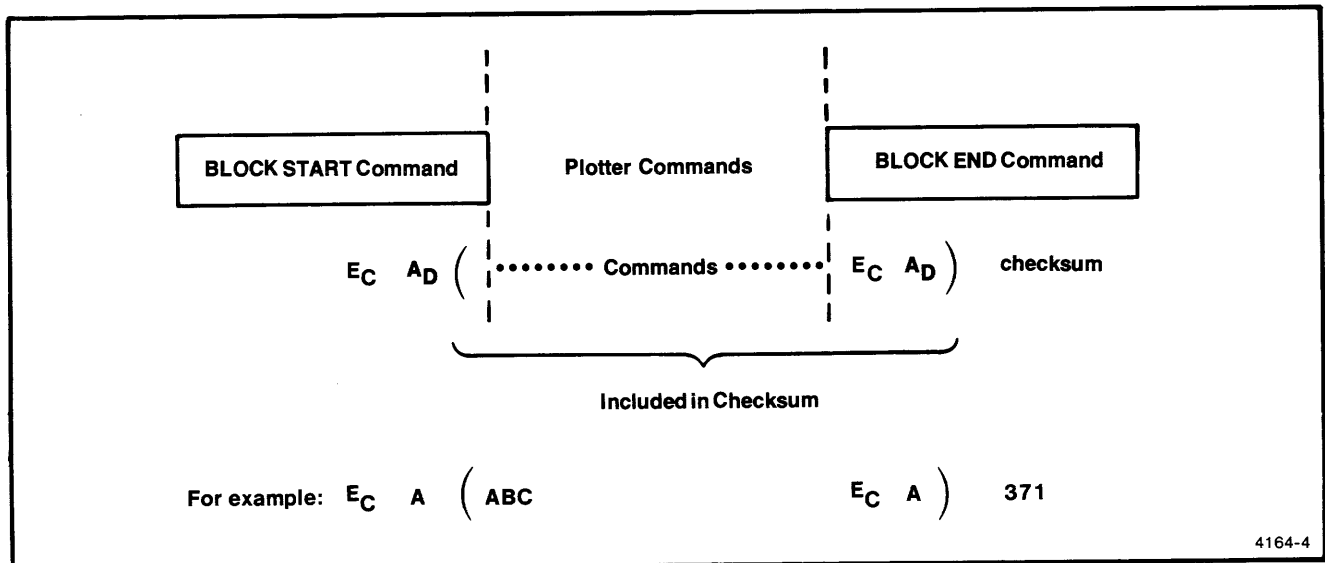 BLOCK START Command Plotter Commands BLOCK END Command
EC AD ( •••••••• Commands •••••••• EC AD ) checksum
Included in Checksum
For example: EC A ( ABC EC A ) 371
4164-4